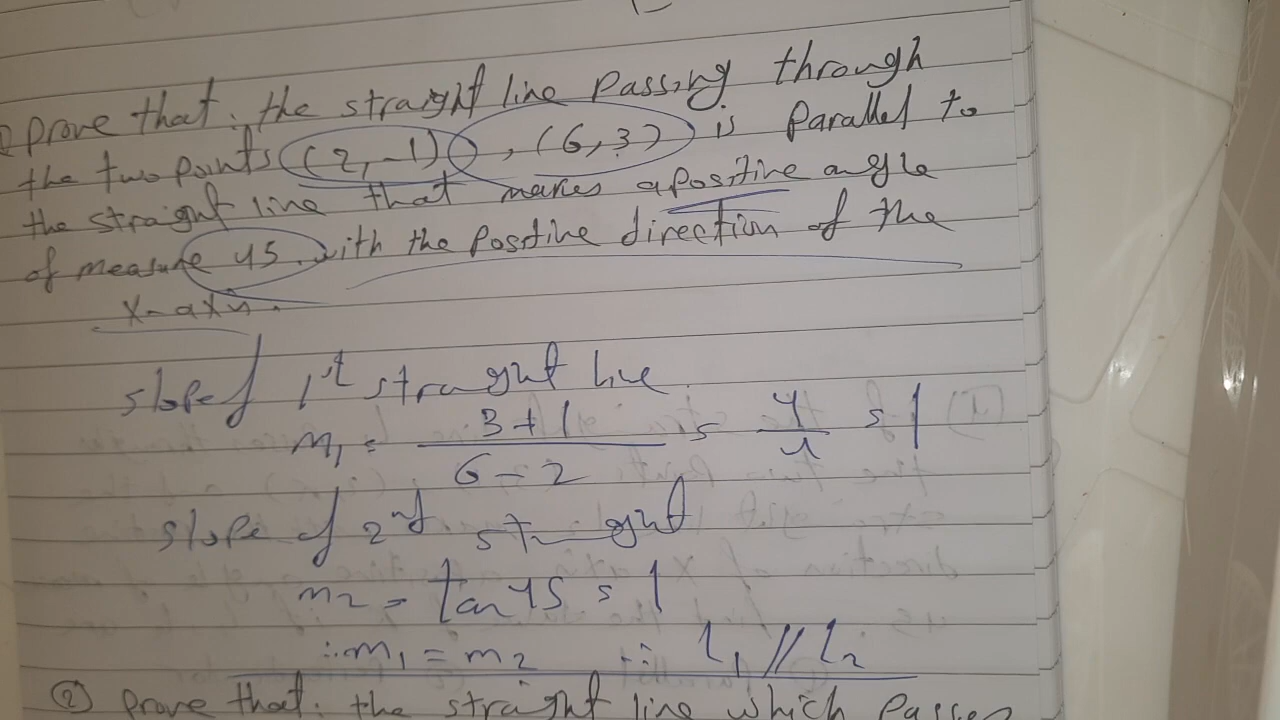 prove that. the straight line passing through
the two points (2, -1), (6, 3) is parallel to
the straight line that makes a positive angle
of measure 45 with the positive direction of the
x-axis.
slope of 1st straight line
m₁ = 3+1 / 6-2 = 4/4 = 1
slope of 2nd straight
m2 = tan 45 = 1
∴ m₁ = m2 ∴ L₁ // L₂
② prove that. the straight line which passes